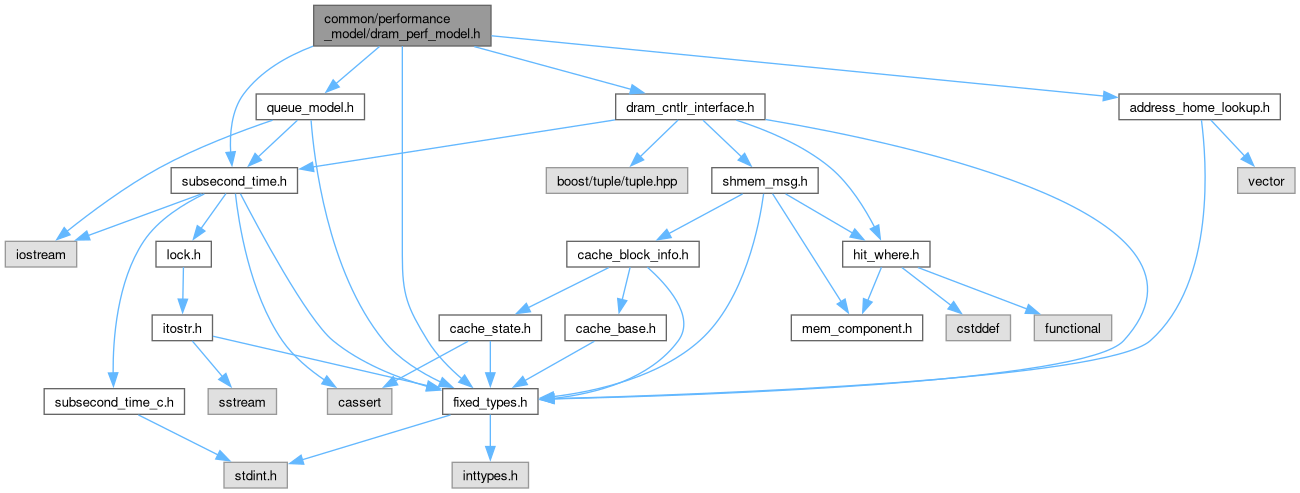 common/performance
_model/dram_perf_model.h
queue_model.h
dram_cntlr_interface.h
address_home_lookup.h
subsecond_time.h
boost/tuple/tuple.hpp
shmem_msg.h
vector
iostream
lock.h
cache_block_info.h
hit_where.h
itostr.h
cache_state.h
cache_base.h
mem_component.h
cstddef
functional
subsecond_time_c.h
sstream
cassert
fixed_types.h
stdint.h
inttypes.h